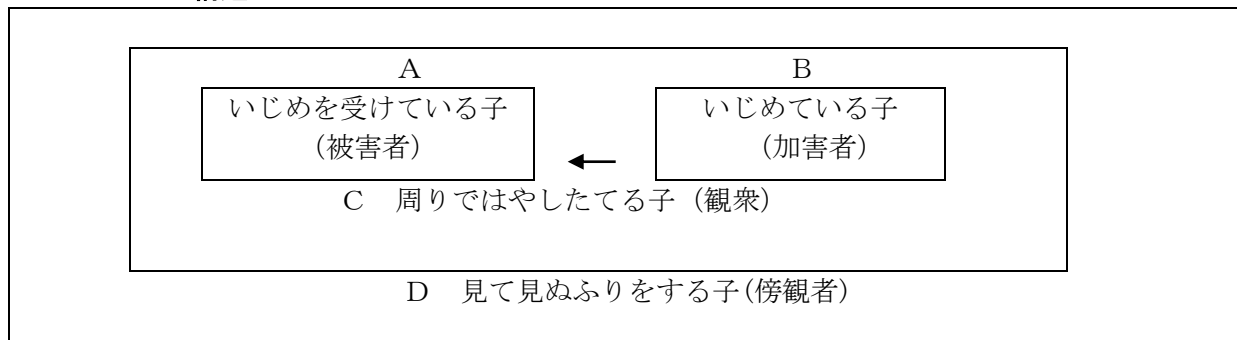 A
B
いじめを受けている子
(被害者)
いじめている子
(加害者)
C 周りではやしたてる子(観衆)
D 見て見ぬふりをする子(傍観者)